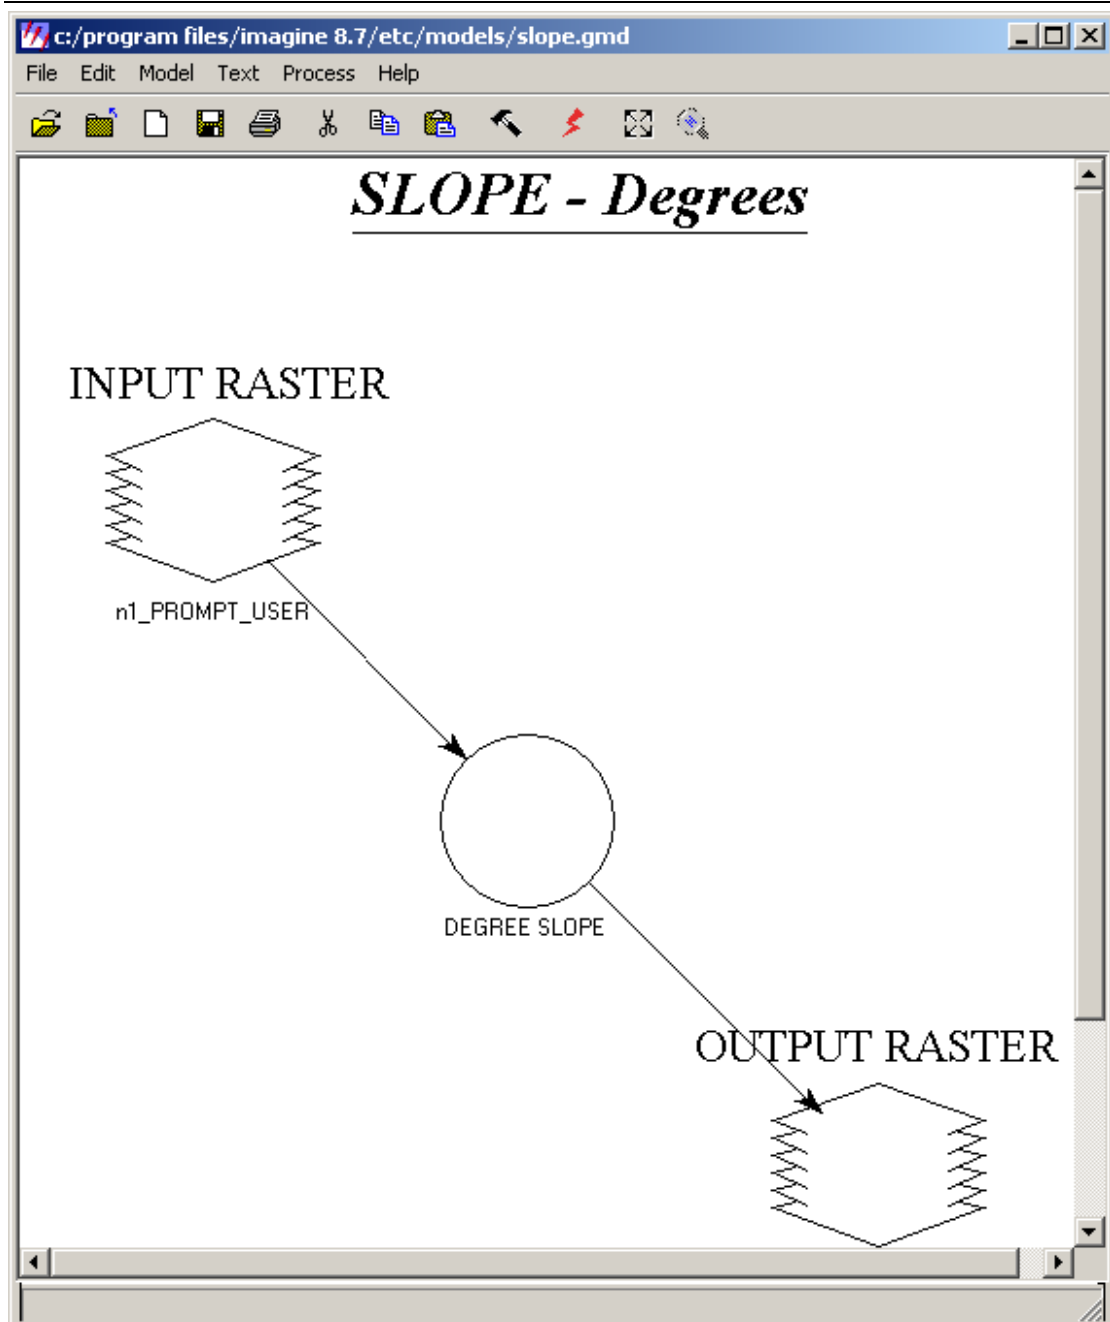 c:/program files/imagine 8.7/etc/models/slope.gmd
File Edit Model Text Process Help
SLOPE - Degrees
INPUT RASTER
n1_PROMPT_USER
DEGREE SLOPE
OUTPUT RASTER